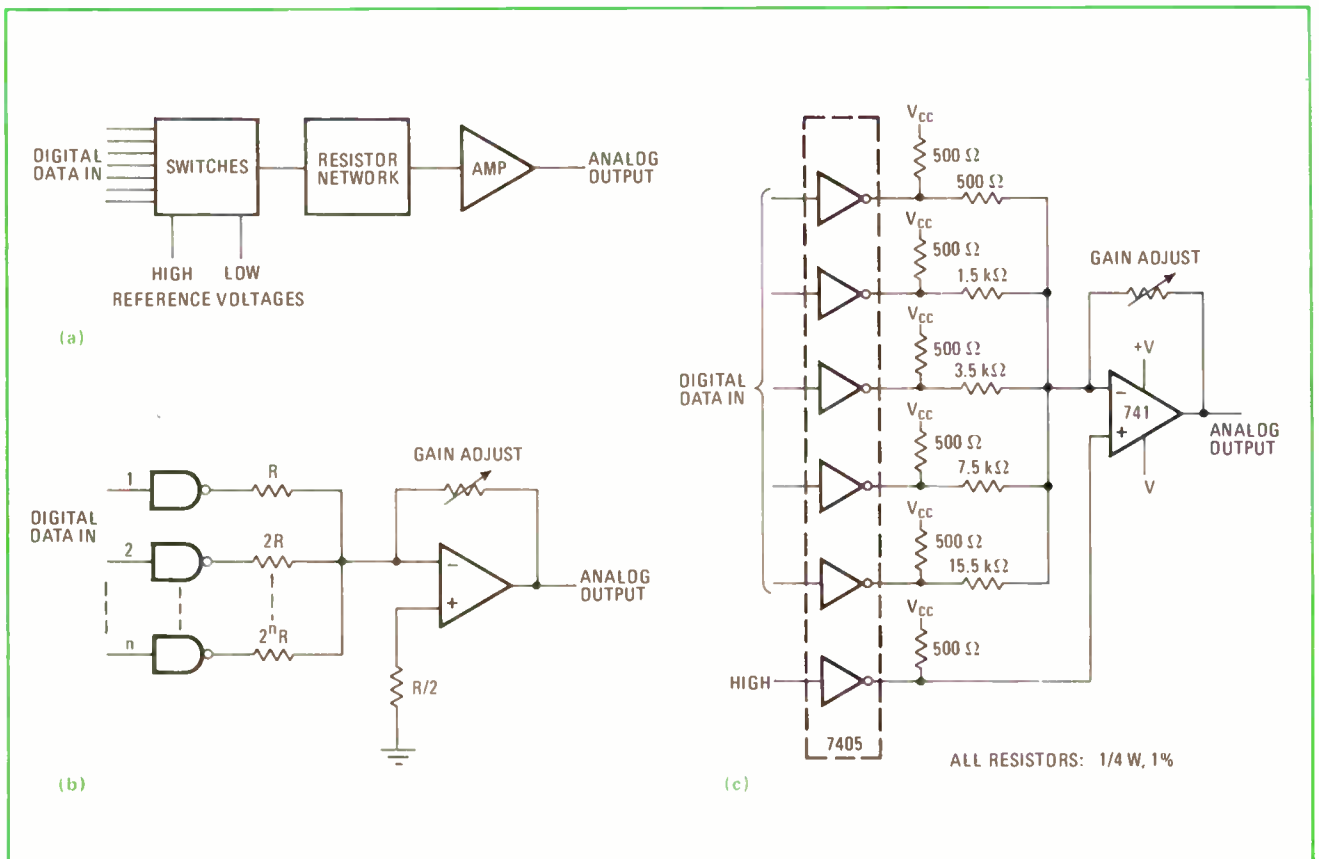 DIGITAL
DATA IN
SWITCHES
RESISTOR
NETWORK
AMP
ANALOG
OUTPUT
HIGH LOW
REFERENCE VOLTAGES
(a)
1
R
DIGITAL
DATA IN
2
2R
n
2ⁿR
GAIN ADJUST
−
+
R/2
ANALOG
OUTPUT
(b)
VCC
500 Ω
500 Ω
VCC
500 Ω
1.5 kΩ
VCC
500 Ω
3.5 kΩ
DIGITAL
DATA IN
VCC
500 Ω
7.5 kΩ
VCC
500 Ω
15.5 kΩ
VCC
500 Ω
HIGH
7405
GAIN ADJUST
+V
−
741
+
V
ANALOG
OUTPUT
ALL RESISTORS: 1/4 W, 1%
(c)